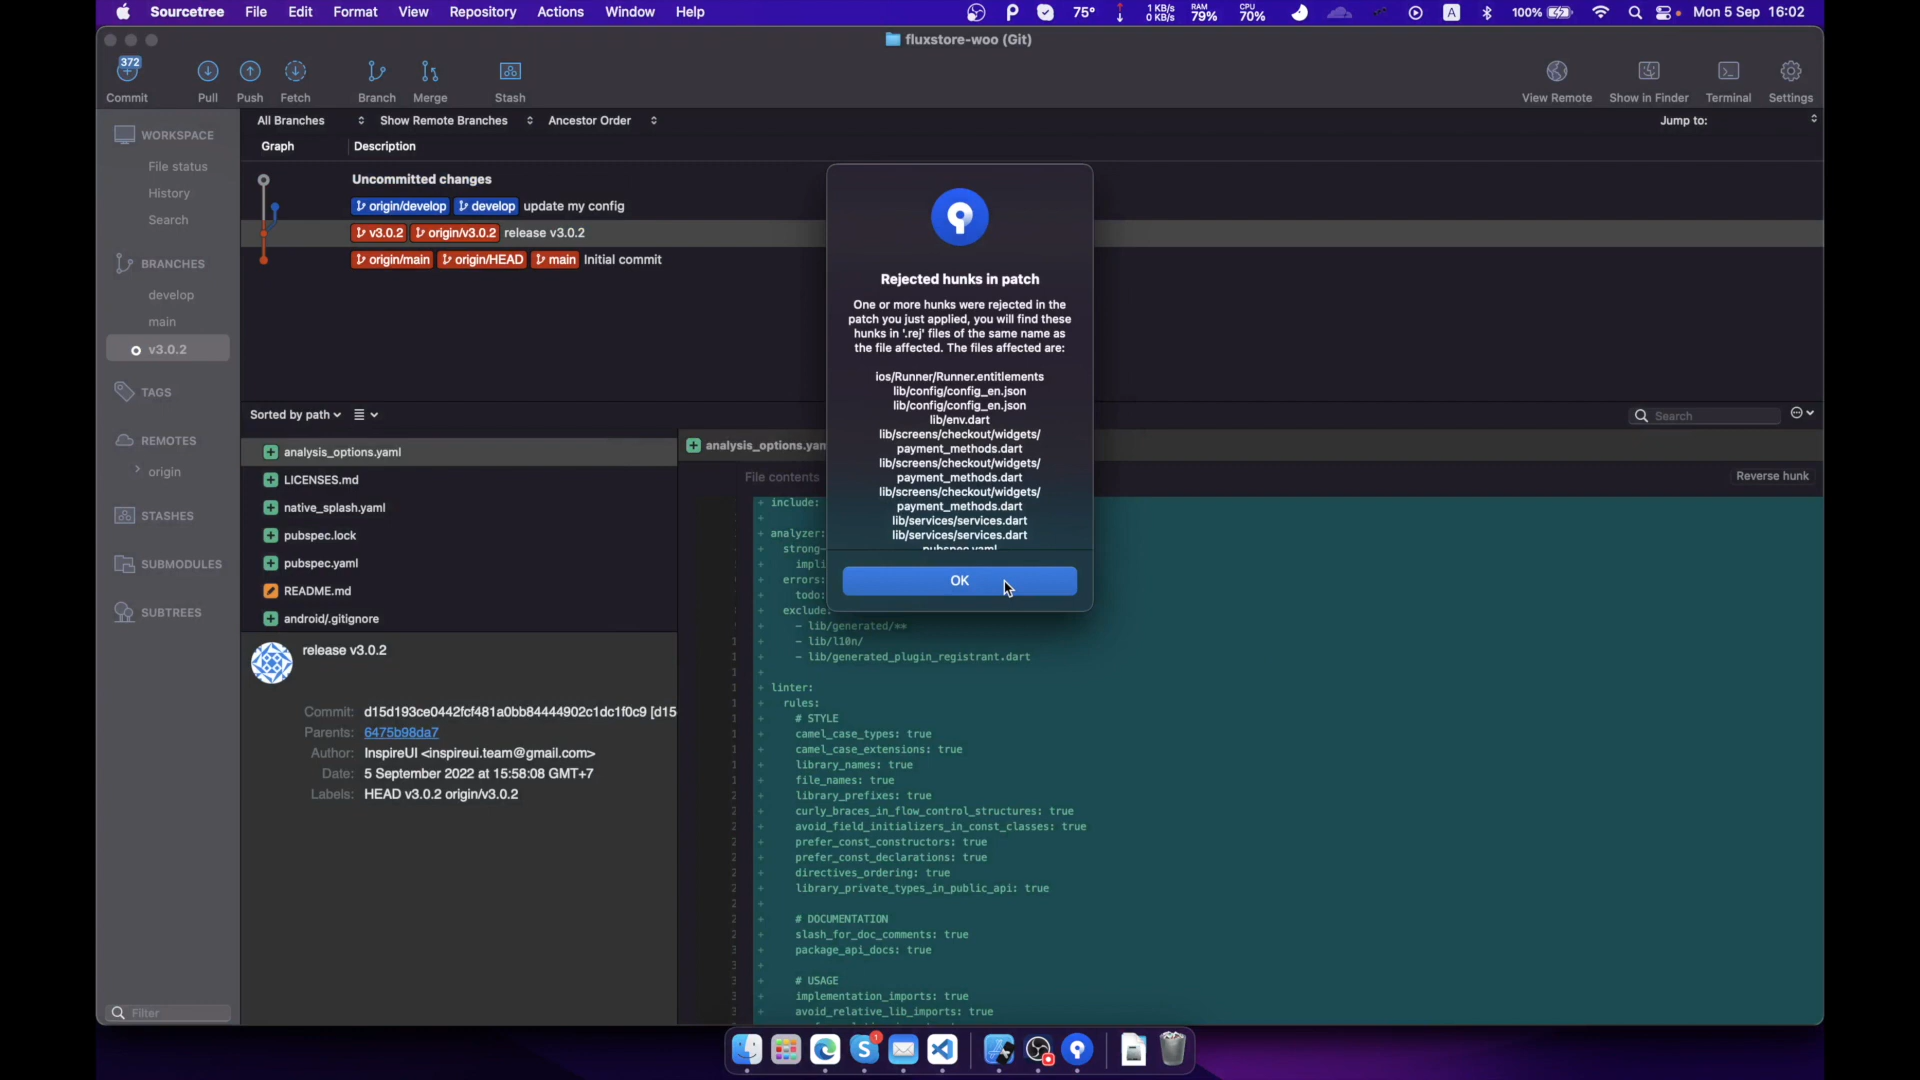 Sourcetree File Edit Format View Repository Actions Window Help 75° 1 KB/s 0 KB/s RAM 79% CPU 70% A 100% Mon 5 Sep 16:02
fluxstore-woo (Git)
372
Commit Pull Push Fetch Branch Merge Stash View Remote Show in Finder Terminal Settings
All Branches Show Remote Branches Ancestor Order Jump to:
Graph Description
WORKSPACE
File status
History
Search
BRANCHES
develop
main
v3.0.2
TAGS
REMOTES
origin
STASHES
SUBMODULES
SUBTREES
Filter
Uncommitted changes
origin/develop develop update my config
v3.0.2 origin/v3.0.2 release v3.0.2
origin/main origin/HEAD main Initial commit
Rejected hunks in patch
One or more hunks were rejected in the
patch you just applied, you will find these
hunks in '.rej' files of the same name as
the file affected. The files affected are:
ios/Runner/Runner.entitlements
lib/config/config_en.json
lib/config/config_en.json
lib/env.dart
lib/screens/checkout/widgets/
payment_methods.dart
lib/screens/checkout/widgets/
payment_methods.dart
lib/screens/checkout/widgets/
payment_methods.dart
lib/services/services.dart
lib/services/services.dart
pubspec.yaml
OK
Sorted by path
Search
analysis_options.yaml
LICENSES.md
native_splash.yaml
pubspec.lock
pubspec.yaml
README.md
android/.gitignore
release v3.0.2
Commit: d15d193ce0442fcf481a0bb84444902c1dc1f0c9 [d15
Parents: 6475b98da7
Author: InspireUI <inspireui.team@gmail.com>
Date: 5 September 2022 at 15:58:08 GMT+7
Labels: HEAD v3.0.2 origin/v3.0.2
analysis_options.yam
File contents Reverse hunk
+ include:
+
+ analyzer:
+ strong-
+ impli
+ errors:
+ todo:
+ exclude:
+ - lib/generated/**
+ - lib/l10n/
+ - lib/generated_plugin_registrant.dart
+
+ linter:
+ rules:
+ # STYLE
+ camel_case_types: true
+ camel_case_extensions: true
+ library_names: true
+ file_names: true
+ library_prefixes: true
+ curly_braces_in_flow_control_structures: true
+ avoid_field_initializers_in_const_classes: true
+ prefer_const_constructors: true
+ prefer_const_declarations: true
+ directives_ordering: true
+ library_private_types_in_public_api: true
+
+ # DOCUMENTATION
+ slash_for_doc_comments: true
+ package_api_docs: true
+
+ # USAGE
+ implementation_imports: true
+ avoid_relative_lib_imports: true
1